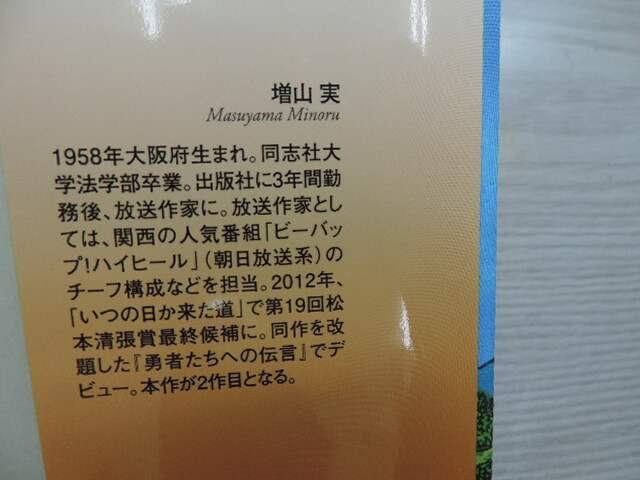 増山 実
Masuyama Minoru
1958年大阪府生まれ。同志社大
学法学部卒業。出版社に3年間勤
務後、放送作家に。放送作家とし
ては、関西の人気番組「ビーバッ
プ!ハイヒール」(朝日放送系)の
チーフ構成などを担当。2012年、
「いつの日か来た道」で第19回松
本清張賞最終候補に。同作を改
題した『勇者たちへの伝言』でデ
ビュー。本作が2作目となる。